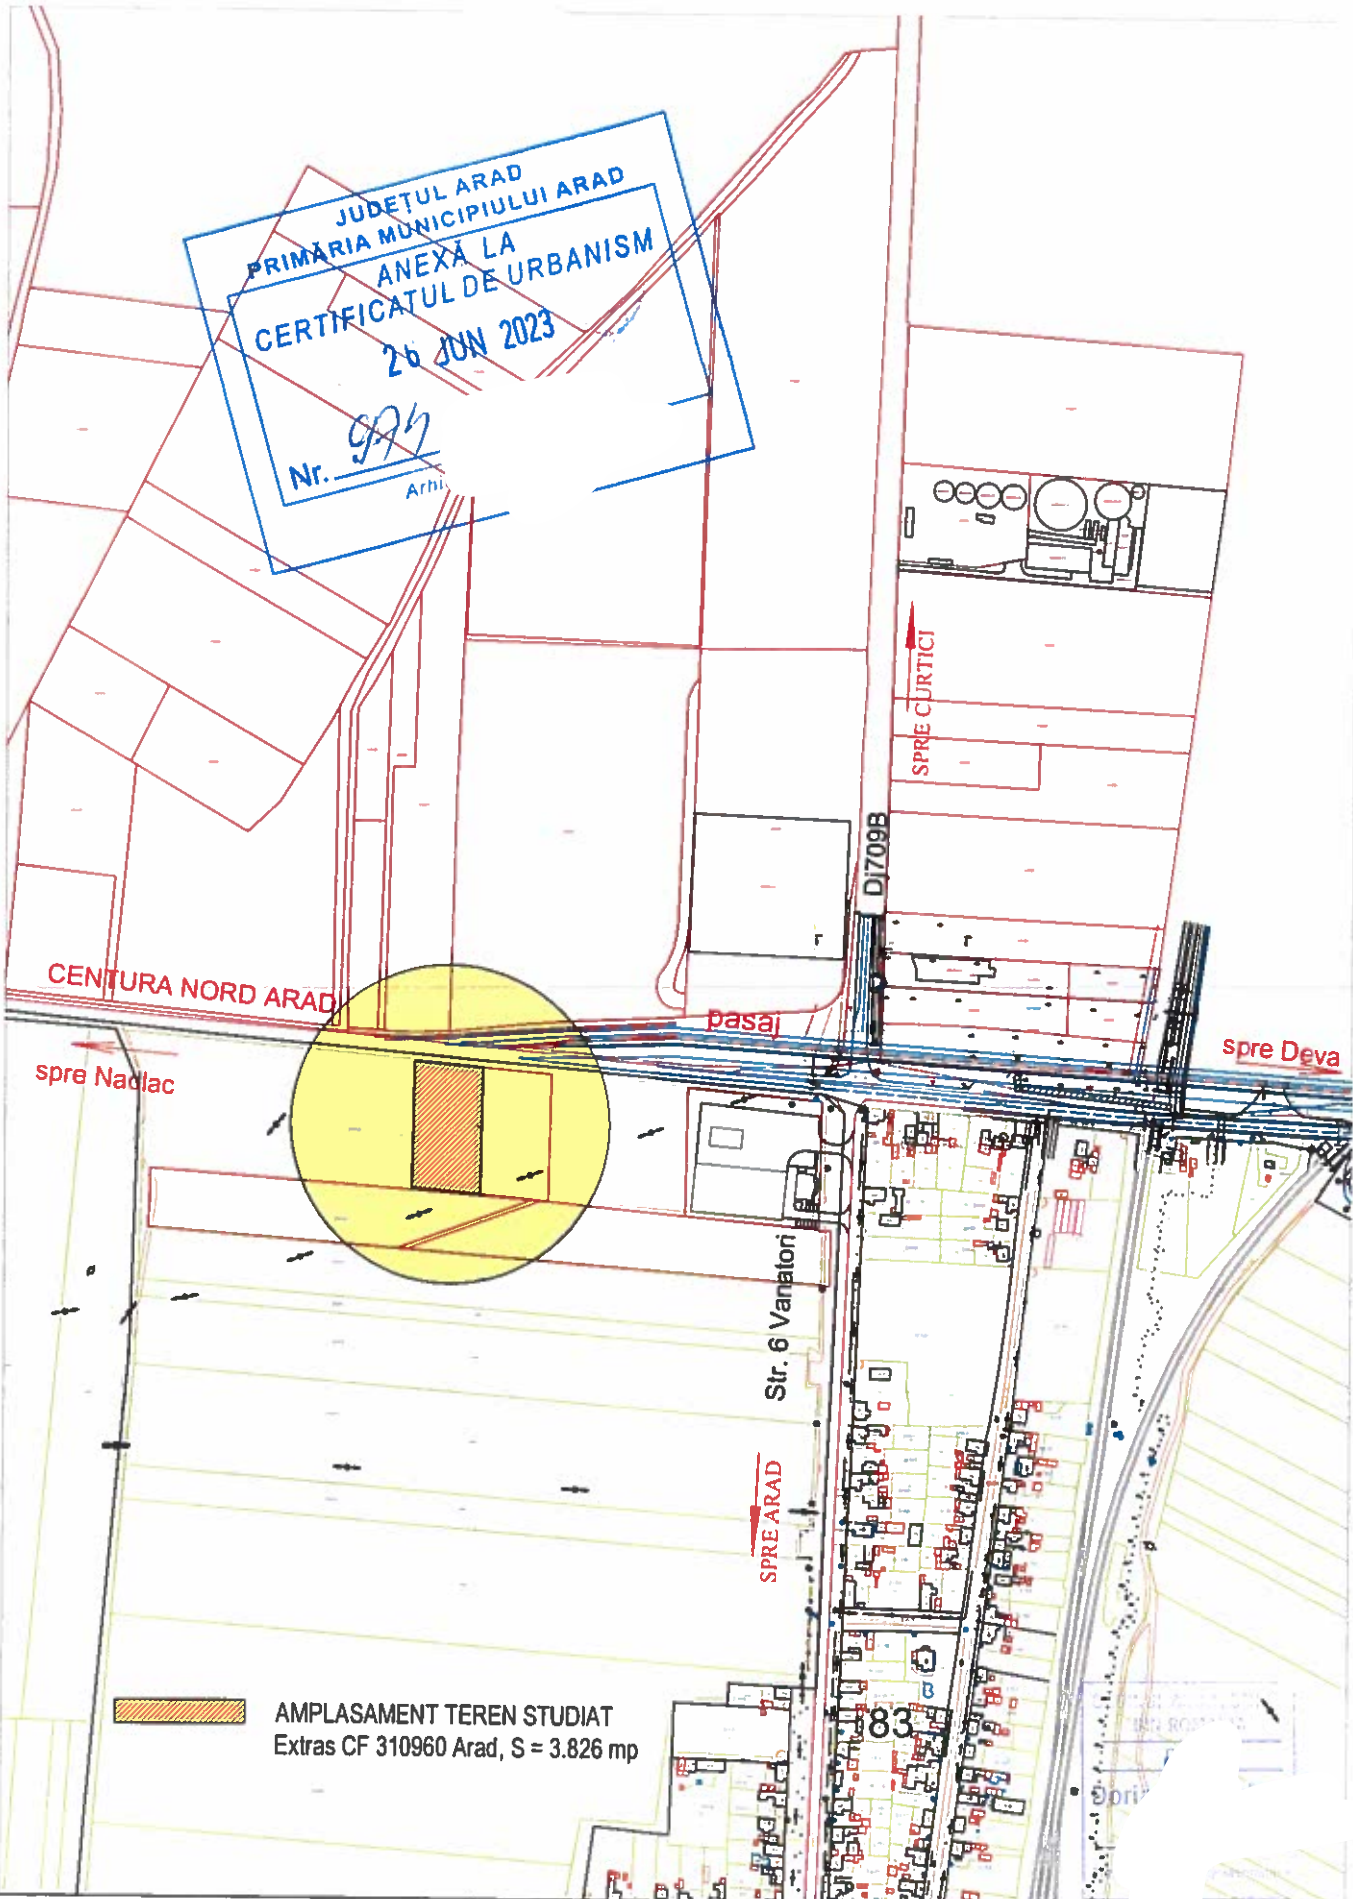 JUDEȚUL ARAD
PRIMĂRIA MUNICIPIULUI ARAD
ANEXĂ LA
CERTIFICATUL DE URBANISM
26 JUN 2023
Nr.
Arhi
SPRE CURTICI
Dj709B
CENTURA NORD ARAD
pasaj
spre Deva
spre Nadlac
Str. 6 Vanatori
SPRE ARAD
AMPLASAMENT TEREN STUDIAT
Extras CF 310960 Arad, S = 3.826 mp
83
B